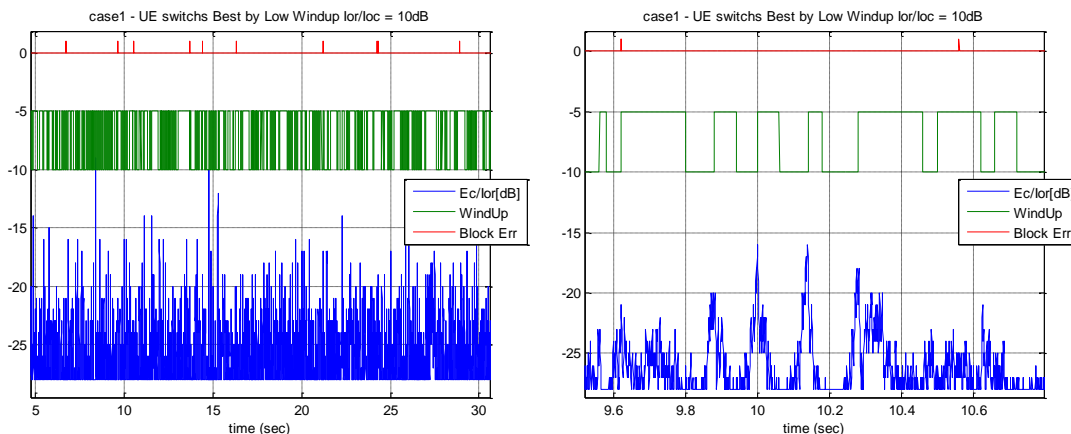 case1 - UE switchs Best by Low Windup Ior/Ioc = 10dB
0
-5
-10
-15
-20
-25
5
10
15
20
25
30
time (sec)
Ec/Ior[dB]
WindUp
Block Err
case1 - UE switchs Best by Low Windup Ior/Ioc = 10dB
0
-5
-10
-15
-20
-25
9.6
9.8
10
10.2
10.4
10.6
time (sec)
Ec/Ior[dB
WindUp
Block Err